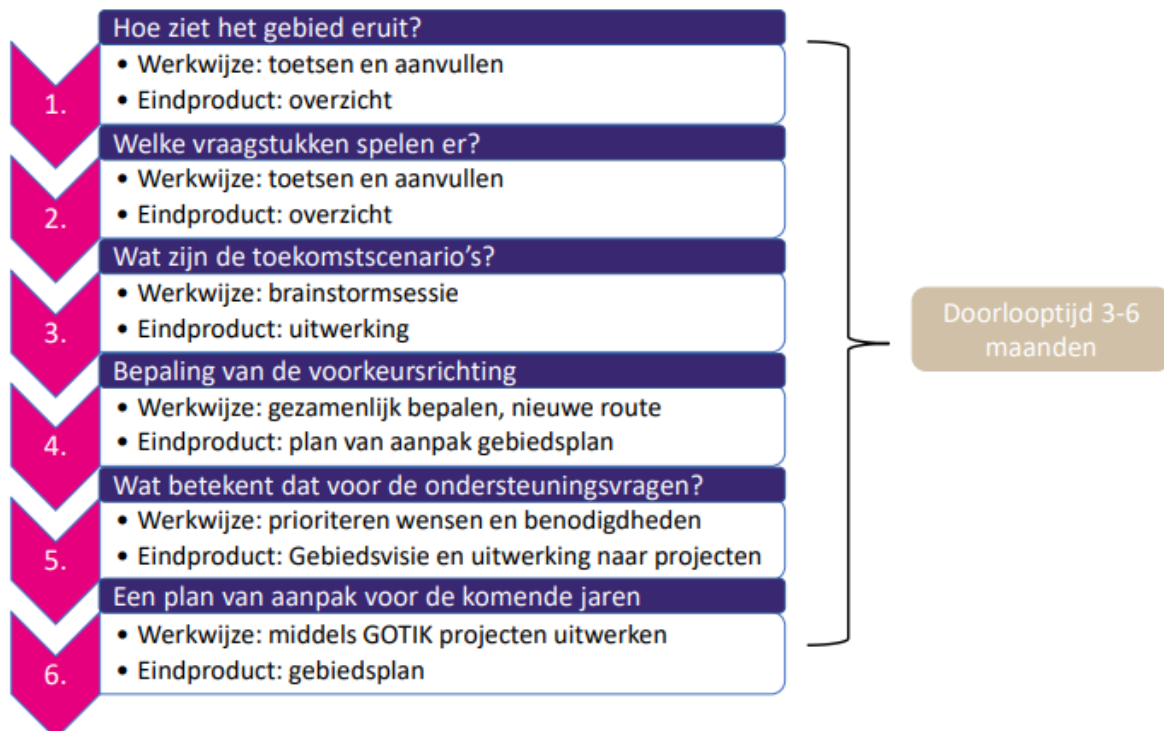 Hoe ziet het gebied eruit?
1.
• Werkwijze: toetsen en aanvullen
• Eindproduct: overzicht
Welke vraagstukken spelen er?
2.
• Werkwijze: toetsen en aanvullen
• Eindproduct: overzicht
Wat zijn de toekomstscenario’s?
3.
• Werkwijze: brainstormsessie
• Eindproduct: uitwerking
Bepaling van de voorkeursrichting
4.
• Werkwijze: gezamenlijk bepalen, nieuwe route
• Eindproduct: plan van aanpak gebiedsplan
Wat betekent dat voor de ondersteuningsvragen?
5.
• Werkwijze: prioriteren wensen en benodigdheden
• Eindproduct: Gebiedsvisie en uitwerking naar projecten
Een plan van aanpak voor de komende jaren
6.
• Werkwijze: middels GOTIK projecten uitwerken
• Eindproduct: gebiedsplan
Doorlooptijd 3-6
maanden